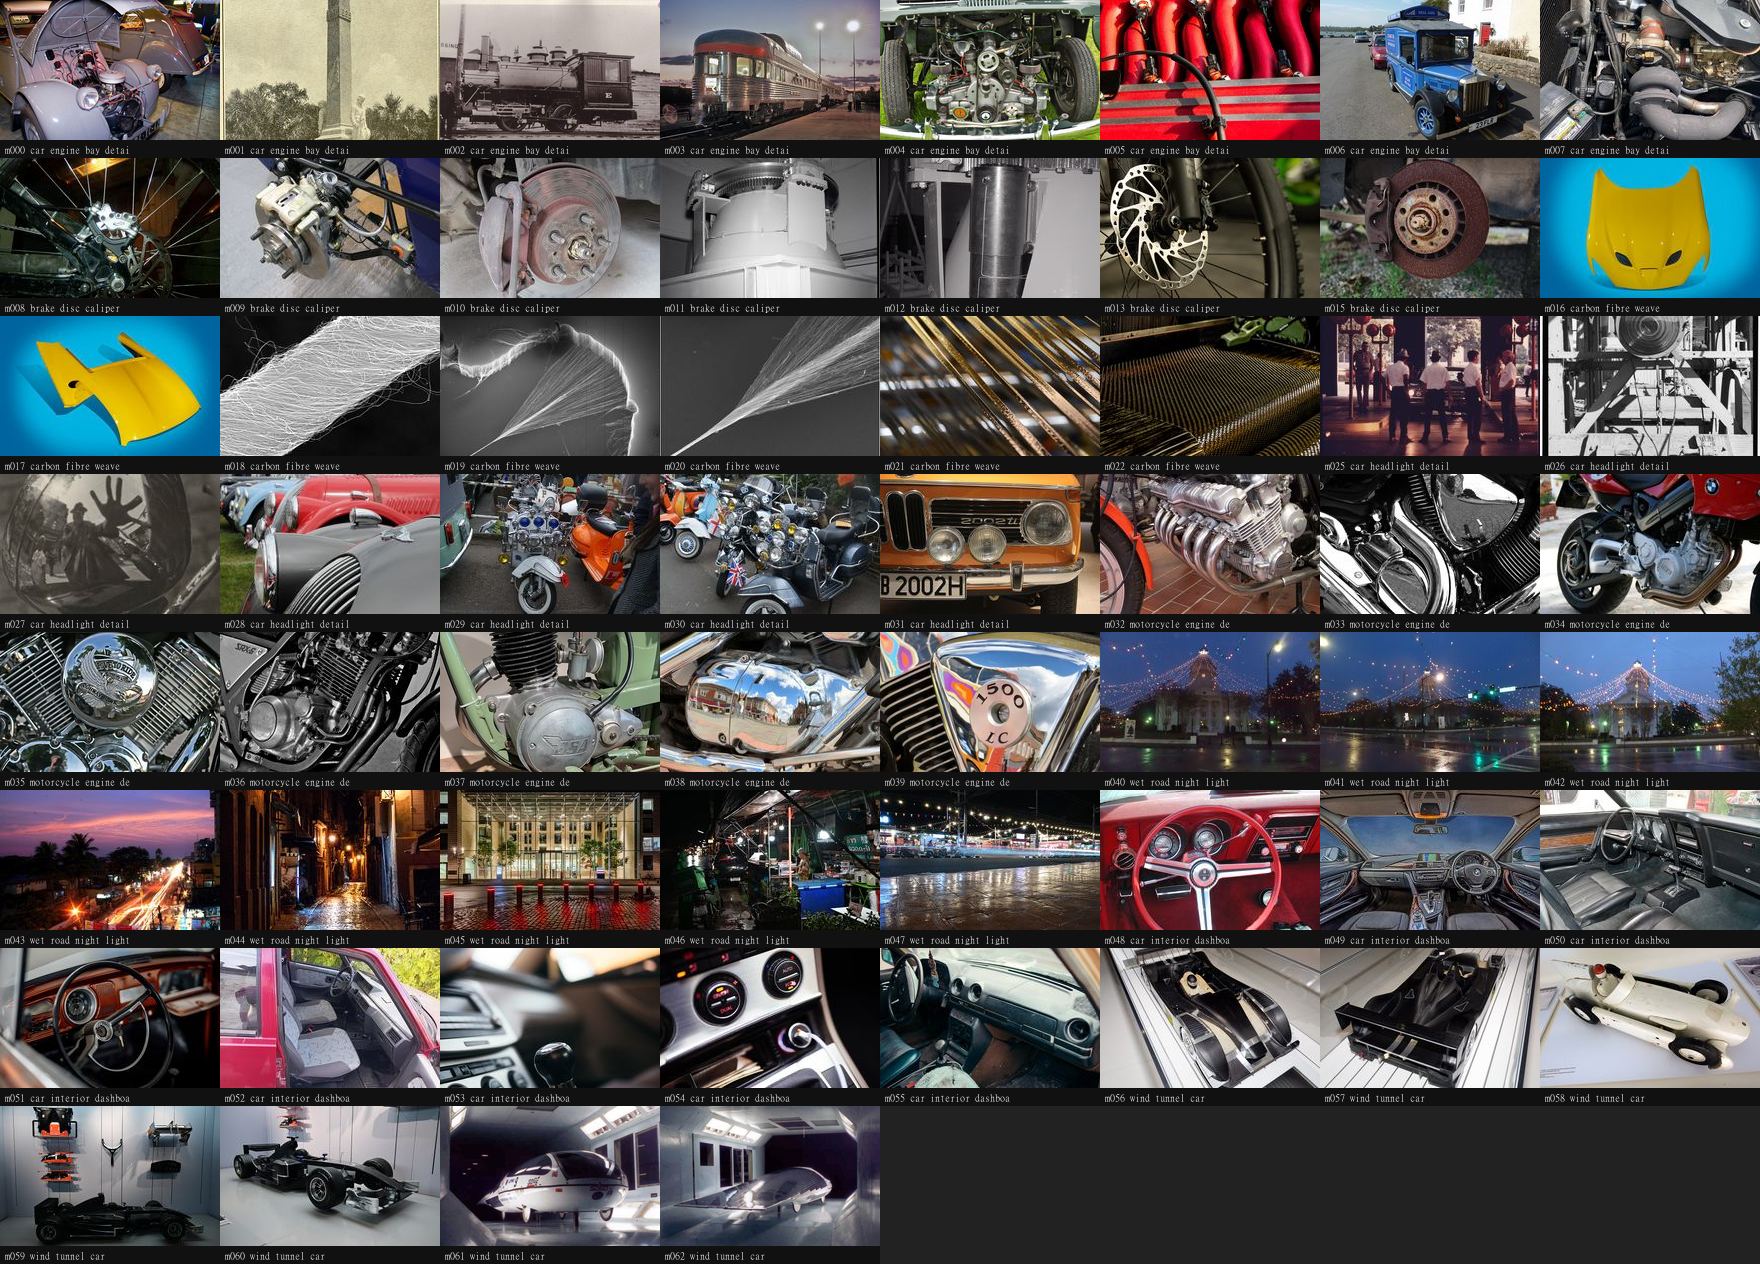 m000 car engine bay detai
m001 car engine bay detai
m002 car engine bay detai
m003 car engine bay detai
m004 car engine bay detai
m005 car engine bay detai
m006 car engine bay detai
m007 car engine bay detai
m008 brake disc caliper
m009 brake disc caliper
m010 brake disc caliper
m011 brake disc caliper
m012 brake disc caliper
m013 brake disc caliper
m015 brake disc caliper
m016 carbon fibre weave
m017 carbon fibre weave
m018 carbon fibre weave
m019 carbon fibre weave
m020 carbon fibre weave
m021 carbon fibre weave
m022 carbon fibre weave
m025 car headlight detail
m026 car headlight detail
2002
B 2002H
m027 car headlight detail
m028 car headlight detail
m029 car headlight detail
m030 car headlight detail
m031 car headlight detail
m032 motorcycle engine de
m033 motorcycle engine de
m034 motorcycle engine de
1500
LC
m035 motorcycle engine de
m036 motorcycle engine de
m037 motorcycle engine de
m038 motorcycle engine de
m039 motorcycle engine de
m040 wet road night light
m041 wet road night light
m042 wet road night light
m043 wet road night light
m044 wet road night light
m045 wet road night light
m046 wet road night light
m047 wet road night light
m048 car interior dashboa
m049 car interior dashboa
m050 car interior dashboa
m051 car interior dashboa
m052 car interior dashboa
m053 car interior dashboa
m054 car interior dashboa
m055 car interior dashboa
m056 wind tunnel car
m057 wind tunnel car
m058 wind tunnel car
m059 wind tunnel car
m060 wind tunnel car
m061 wind tunnel car
m062 wind tunnel car